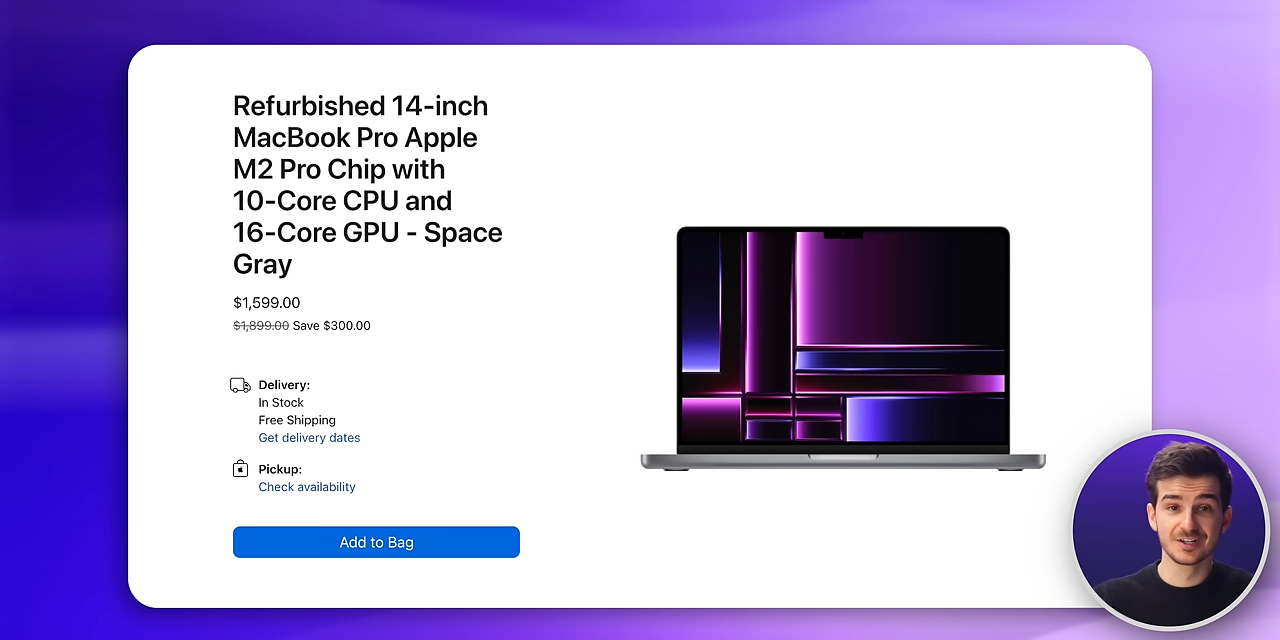 Refurbished 14-inch
MacBook Pro Apple
M2 Pro Chip with
10-Core CPU and
16-Core GPU - Space
Gray
$1,599.00
$1,899.00 Save $300.00
Delivery:
In Stock
Free Shipping
Get delivery dates
Pickup:
Check availability
Add to Bag